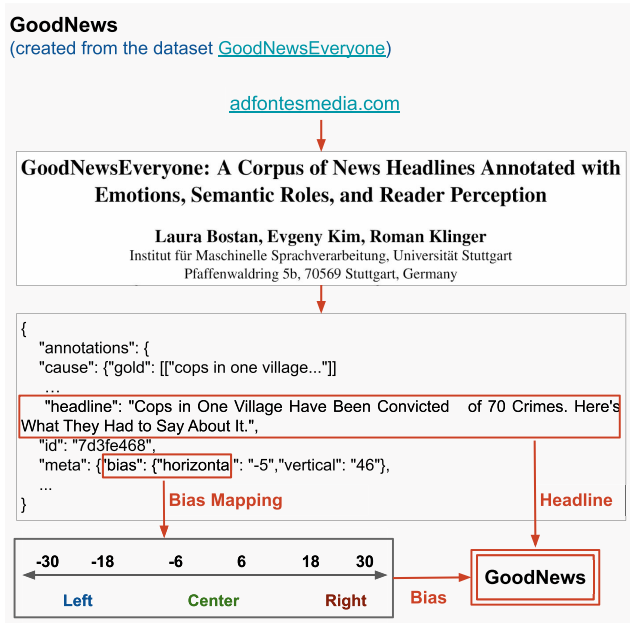 GoodNews
(created from the dataset GoodNewsEveryone)
adfontesmedia.com
GoodNewsEveryone: A Corpus of News Headlines Annotated with
Emotions, Semantic Roles, and Reader Perception
Laura Bostan, Evgeny Kim, Roman Klinger
Institut für Maschinelle Sprachverarbeitung, Universität Stuttgart
Pfaffenwaldring 5b, 70569 Stuttgart, Germany
{
"annotations": {
"cause": {"gold": [["cops in one village..."]]
...
"headline": "Cops in One Village Have Been Convicted of 70 Crimes. Here's
What They Had to Say About It.",
"id": "7d3fe468",
"meta": {"bias": {"horizonta": "-5","vertical": "46"},
...
}
Bias Mapping
Headline
-30 -18 -6 6 18 30
Left Center Right
Bias
GoodNews